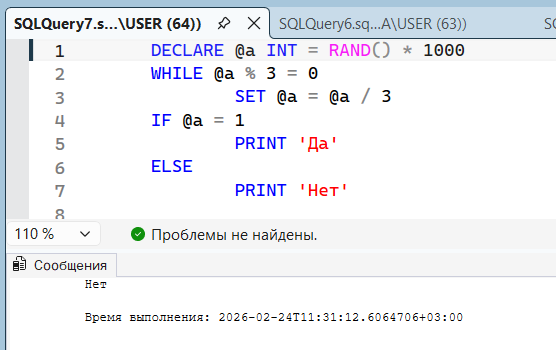 SQLQuery7.s...\USER (64)) SQLQuery6.sq...A\USER (63)) SQ
1 DECLARE @a INT = RAND() * 1000
2 WHILE @a % 3 = 0
3 SET @a = @a / 3
4 IF @a = 1
5 PRINT 'Да'
6 ELSE
7 PRINT 'Нет'
8
110 % Проблемы не найдены.
Сообщения
Нет
Время выполнения: 2026-02-24T11:31:12.6064706+03:00